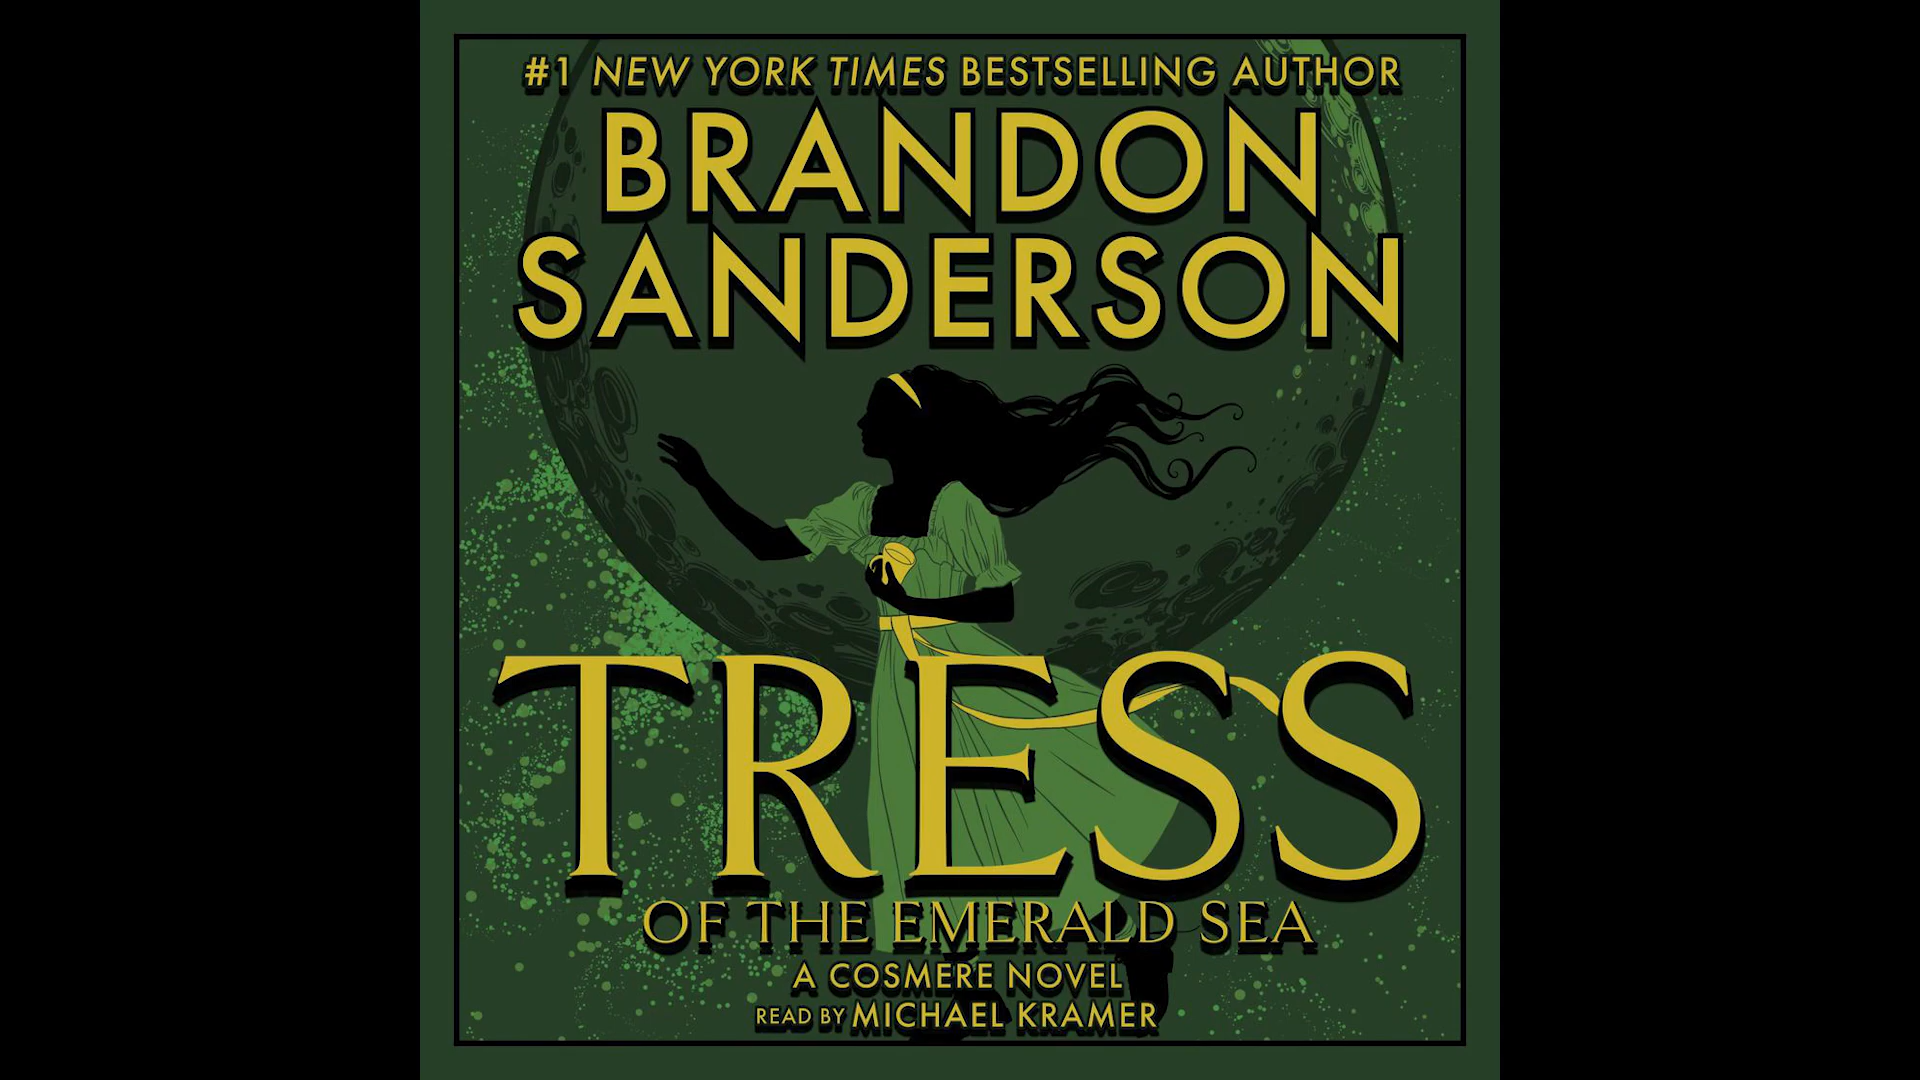 #1 NEW YORK TIMES BESTSELLING AUTHOR
BRANDON
SANDERSON
TRESS
OF THE EMERALD SEA
A COSMERE NOVEL
READ BY MICHAEL KRAMER